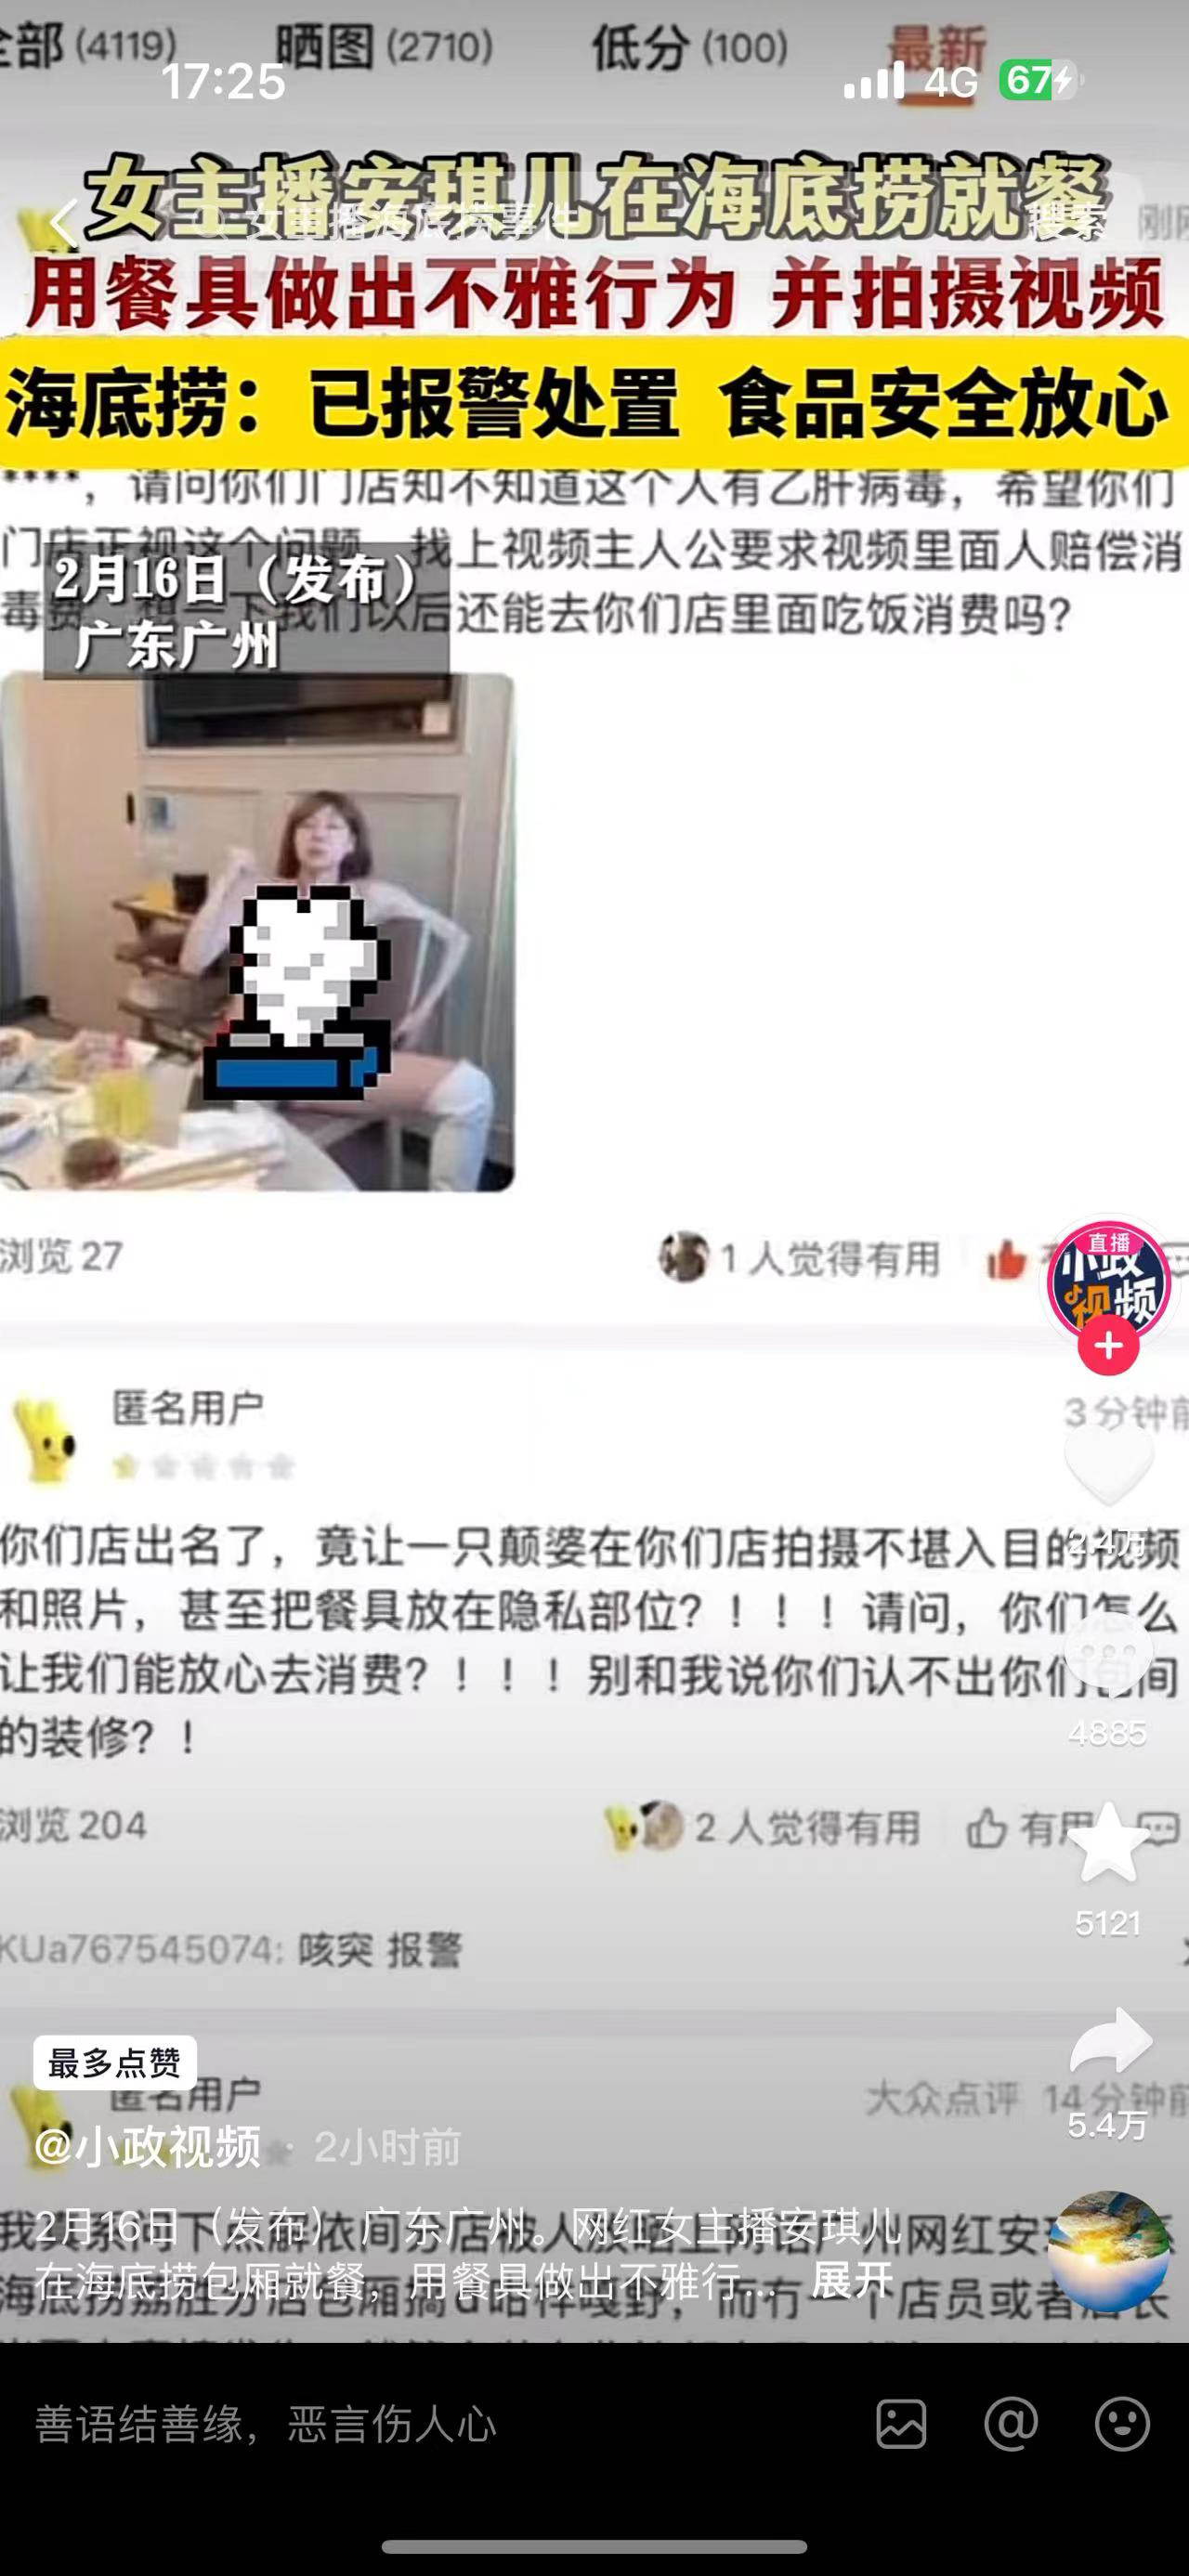 全部 (4119) 晒图 (2710) 低分 (100) 最新
17:25 4G 67
女主播安琪儿在海底捞就餐
女主播海底捞事件 搜索
用餐具做出不雅行为 并拍摄视频
海底捞：已报警处置 食品安全放心
****，请问你们门店知不知道这个人有乙肝病毒，希望你们
门店正视这个问题，找上视频主人公要求视频里面人赔偿消
2月16日（发布）
毒费，想一下我们以后还能去你们店里面吃饭消费吗？
广东广州
浏览 27 1 人觉得有用
直播
小政视频
匿名用户 3 分钟前
你们店出名了，竟让一只颠婆在你们店拍摄不堪入目的视频
2.4万
和照片，甚至把餐具放在隐私部位？！！！请问，你们怎么
让我们能放心去消费？！！！别和我说你们认不出你们包间
的装修？！
4885
浏览 204 2 人觉得有用 有用
5121
KUa767545074: 咳突 报警
最多点赞
匿名用户 大众点评 14 分钟前
5.4万
@小政视频 · 2小时前
2月16日（发布）广东广州。网红女主播安琪儿
在海底捞包厢就餐，用餐具做出不雅行... 展开
善语结善缘，恶言伤人心